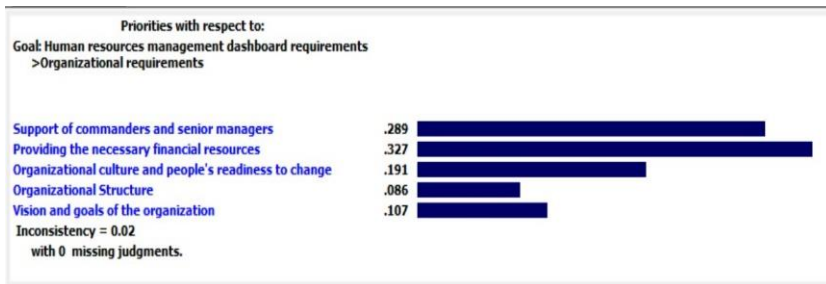 Priorities with respect to:
Goal: Human resources management dashboard requirements
>Organizational requirements
Support of commanders and senior managers .289
Providing the necessary financial resources .327
Organizational culture and people's readiness to change .191
Organizational Structure .086
Vision and goals of the organization .107
Inconsistency = 0.02
with 0 missing judgments.